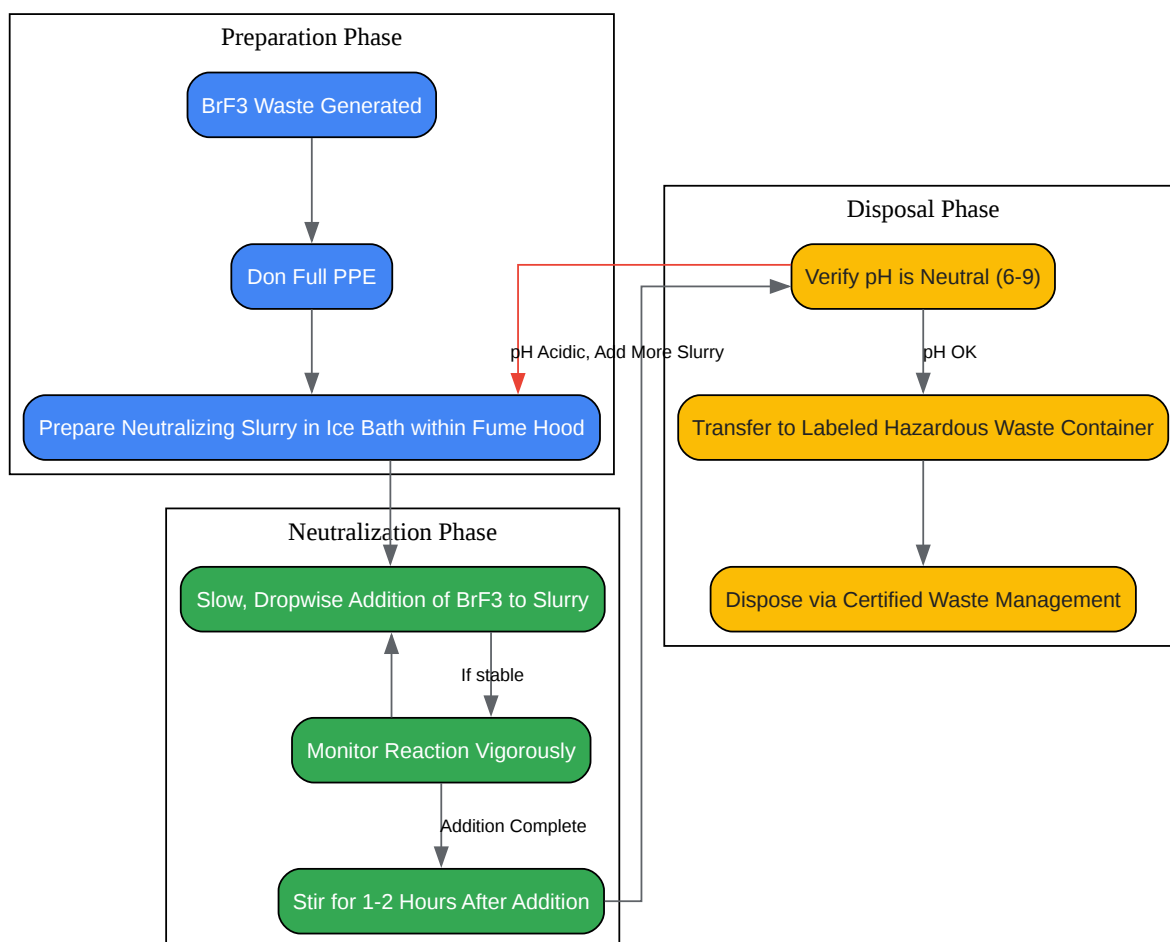 Preparation Phase
BrF3 Waste Generated
Don Full PPE
Prepare Neutralizing Slurry in Ice Bath within Fume Hood
Neutralization Phase
Slow, Dropwise Addition of BrF3 to Slurry
If stable
Monitor Reaction Vigorously
Addition Complete
Stir for 1-2 Hours After Addition
Disposal Phase
Verify pH is Neutral (6-9)
pH Acidic, Add More Slurry
pH OK
Transfer to Labeled Hazardous Waste Container
Dispose via Certified Waste Management